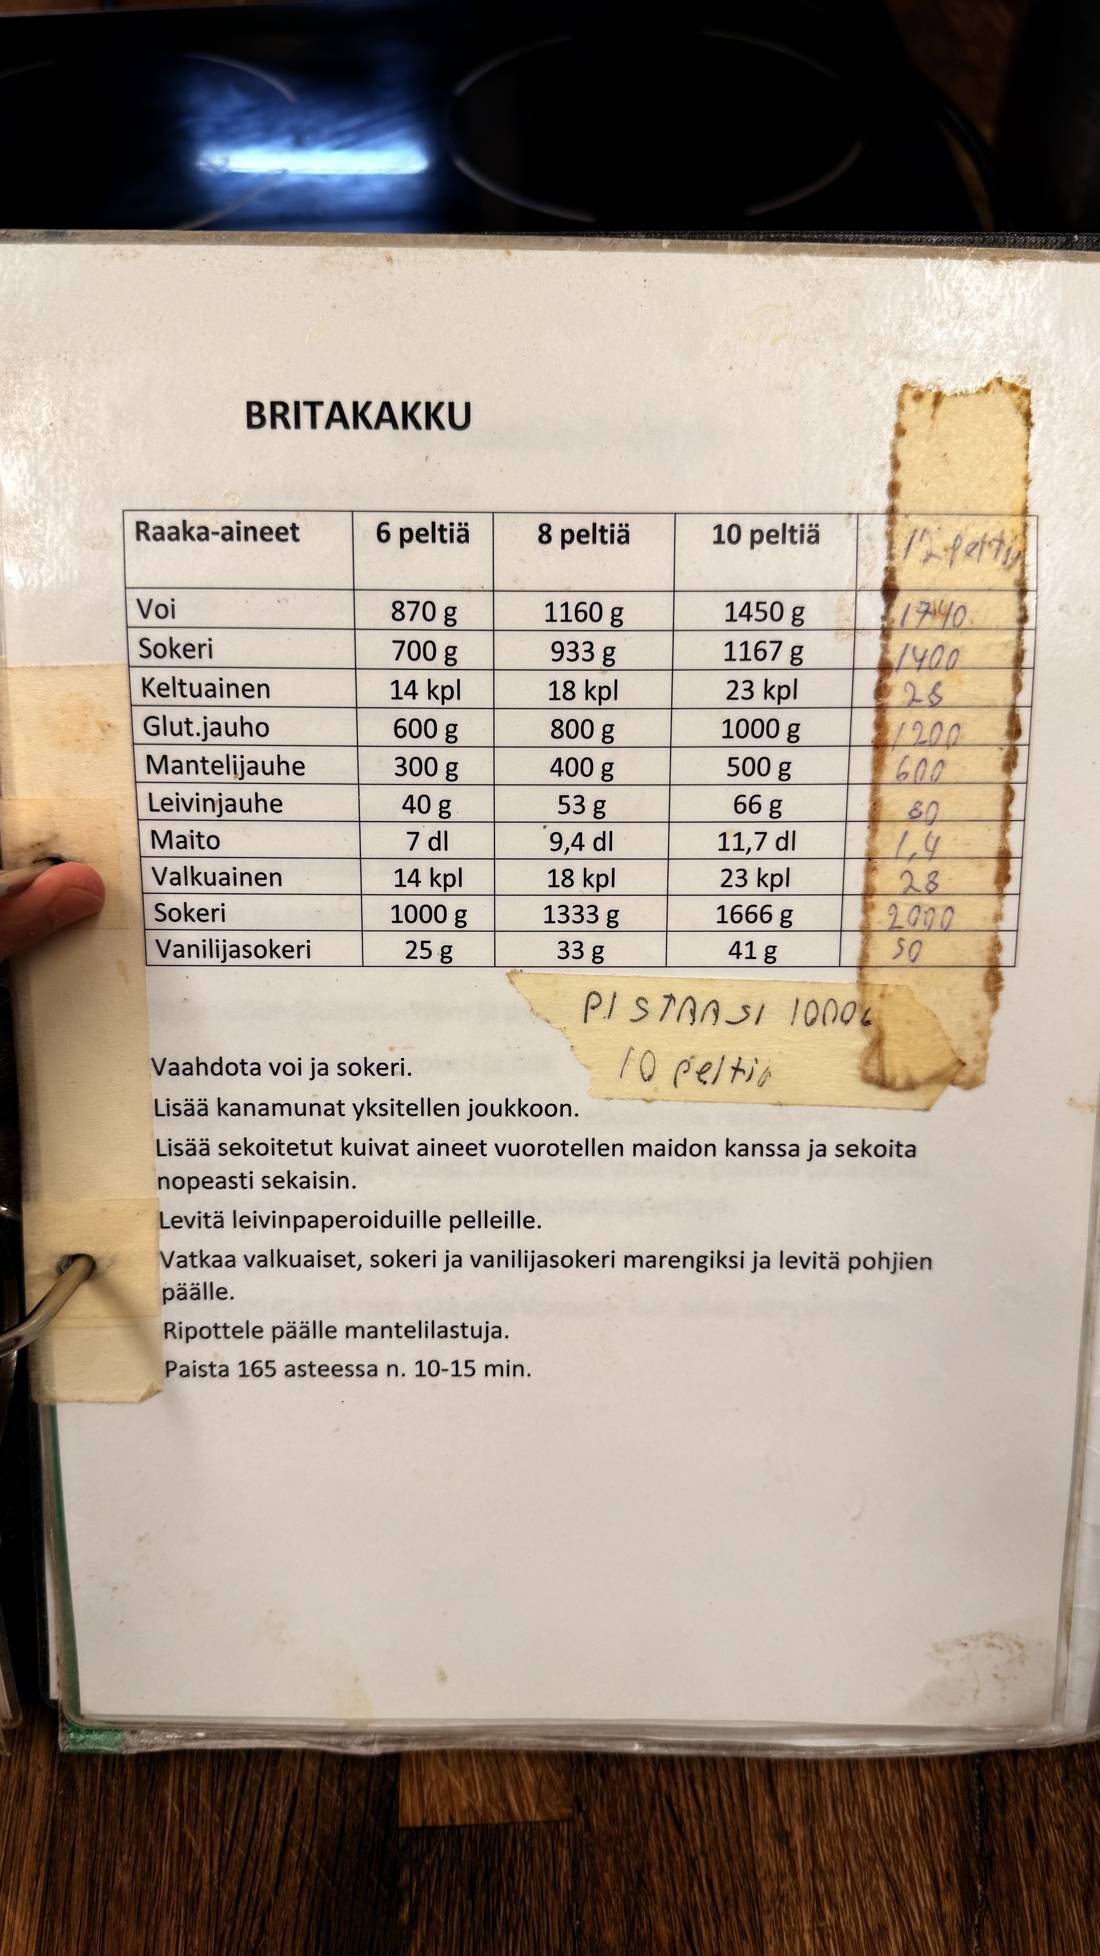 BRITAKAKKU
Raaka-aineet 6 peltiä 8 peltiä 10 peltiä 12 peltiä
Voi 870 g 1160 g 1450 g 1740
Sokeri 700 g 933 g 1167 g 1400
Keltuainen 14 kpl 18 kpl 23 kpl 28
Glut.jauho 600 g 800 g 1000 g 1200
Mantelijauhe 300 g 400 g 500 g 600
Leivinjauhe 40 g 53 g 66 g 80
Maito 7 dl 9,4 dl 11,7 dl 1,4
Valkuainen 14 kpl 18 kpl 23 kpl 28
Sokeri 1000 g 1333 g 1666 g 2000
Vanilijasokeri 25 g 33 g 41 g 50
PISTAASI 1000G
10 peltiä
Vaahdota voi ja sokeri.
Lisää kanamunat yksitellen joukkoon.
Lisää sekoitetut kuivat aineet vuorotellen maidon kanssa ja sekoita
nopeasti sekaisin.
Levitä leivinpaperoiduille pelleille.
Vatkaa valkuaiset, sokeri ja vanilijasokeri marengiksi ja levitä pohjien
päälle.
Ripottele päälle mantelilastuja.
Paista 165 asteessa n. 10-15 min.